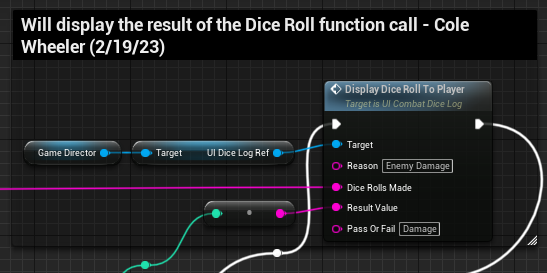 Will display the result of the Dice Roll function call - Cole
Wheeler (2/19/23)
Display Dice Roll To Player
Target is UI Combat Dice Log
Game Director
Target UI Dice Log Ref
Target
Reason Enemy Damage
Dice Rolls Made
Result Value
Pass Or Fail Damage